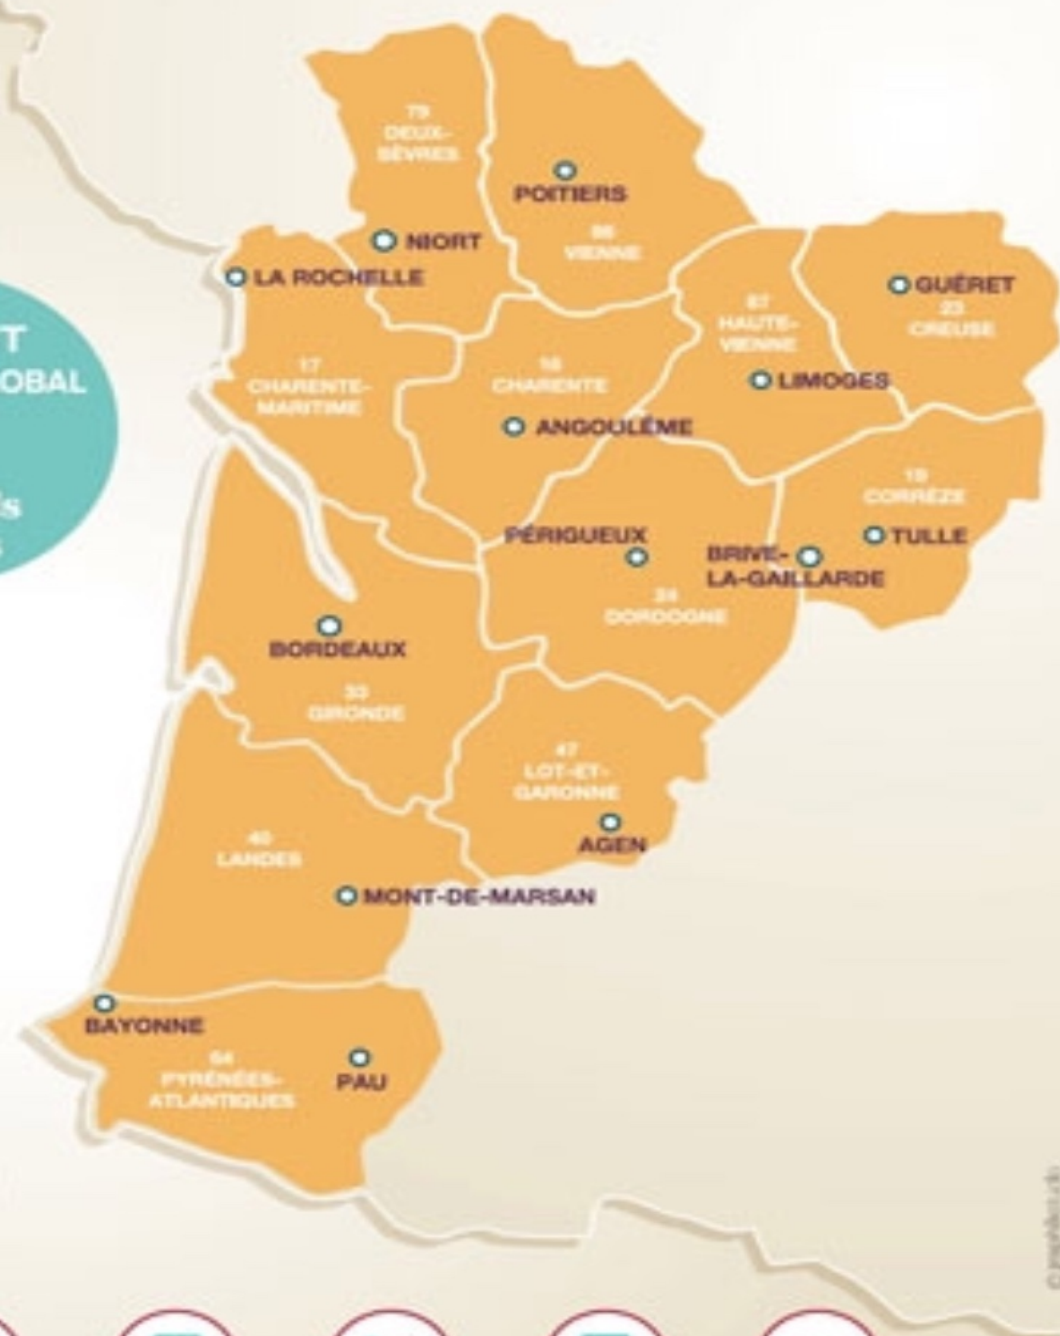 79
DEUX-
SÈVRES
POITIERS
86
VIENNE
NIORT
LA ROCHELLE
GUÉRET
23
CREUSE
87
HAUTE-
VIENNE
T
OBAL
17
CHARENTE-
MARITIME
16
CHARENTE
LIMOGES
ANGOULÊME
19
CORRÈZE
TULLE
PÉRIGUEUX
BRIVE-
LA-GAILLARDE
24
DORDOGNE
BORDEAUX
33
GIRONDE
47
LOT-ET-
GARONNE
AGEN
40
LANDES
MONT-DE-MARSAN
BAYONNE
64
PYRÉNÉES-
ATLANTIQUES
PAU